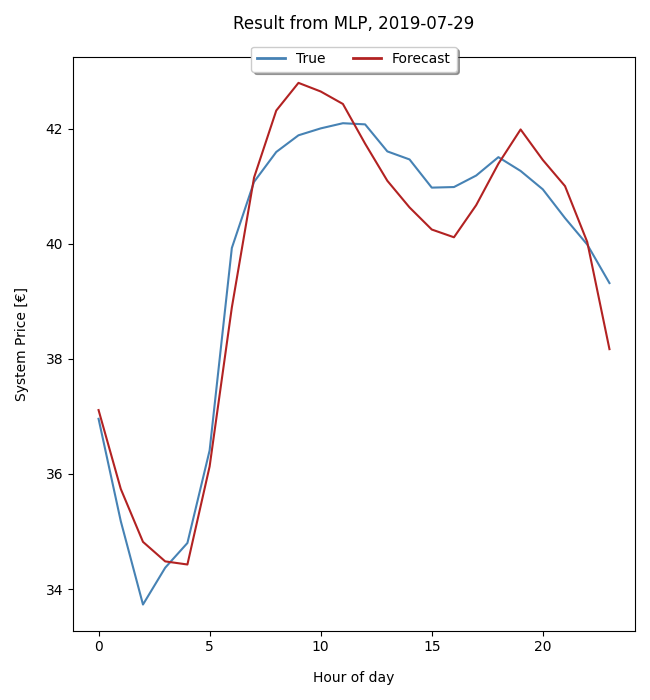 Result from MLP, 2019-07-29
True Forecast
42
40
38
36
34
System Price [€]
0 5 10 15 20
Hour of day